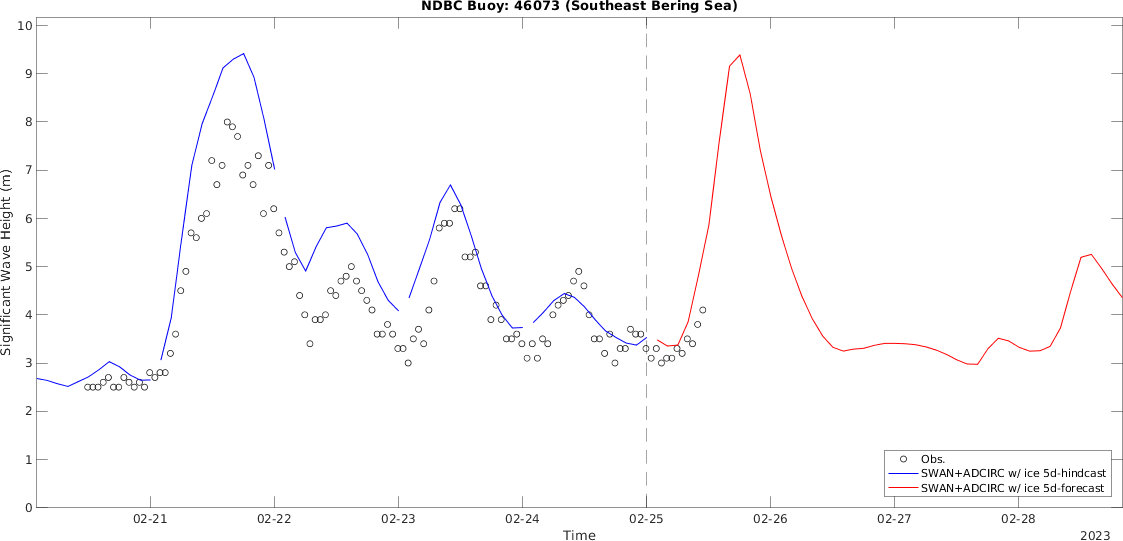 NDBC Buoy: 46073 (Southeast Bering Sea)
Significant Wave Height (m)
10
9
8
7
6
5
4
3
2
1
0
Obs.
SWAN+ADCIRC w/ ice 5d-hindcast
SWAN+ADCIRC w/ ice 5d-forecast
02-21 02-22 02-23 02-24 02-25 02-26 02-27 02-28
Time
2023